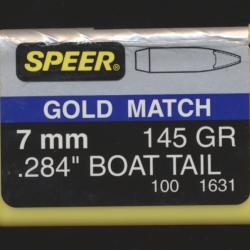 SPEER®
GOLD MATCH
7 mm 145 GR
.284" BOAT TAIL
100 1631